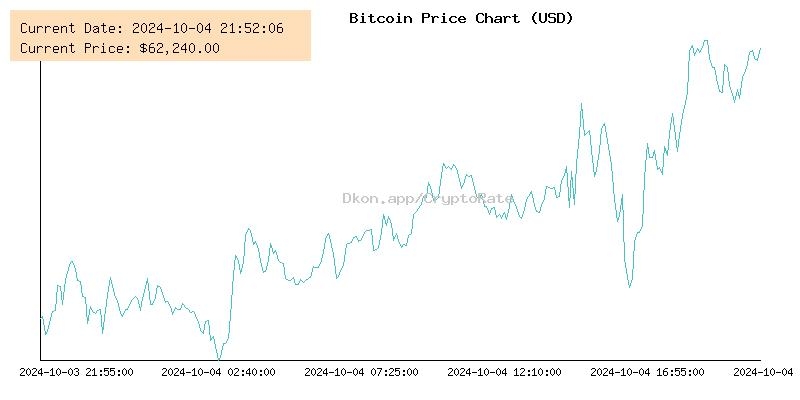 Bitcoin Price Chart (USD)
Current Date: 2024-10-04 21:52:06
Current Price: $62,240.00
Dkon.app/CryptoRate
2024-10-03 21:55:00 2024-10-04 02:40:00 2024-10-04 07:25:00 2024-10-04 12:10:00 2024-10-04 16:55:00 2024-10-04